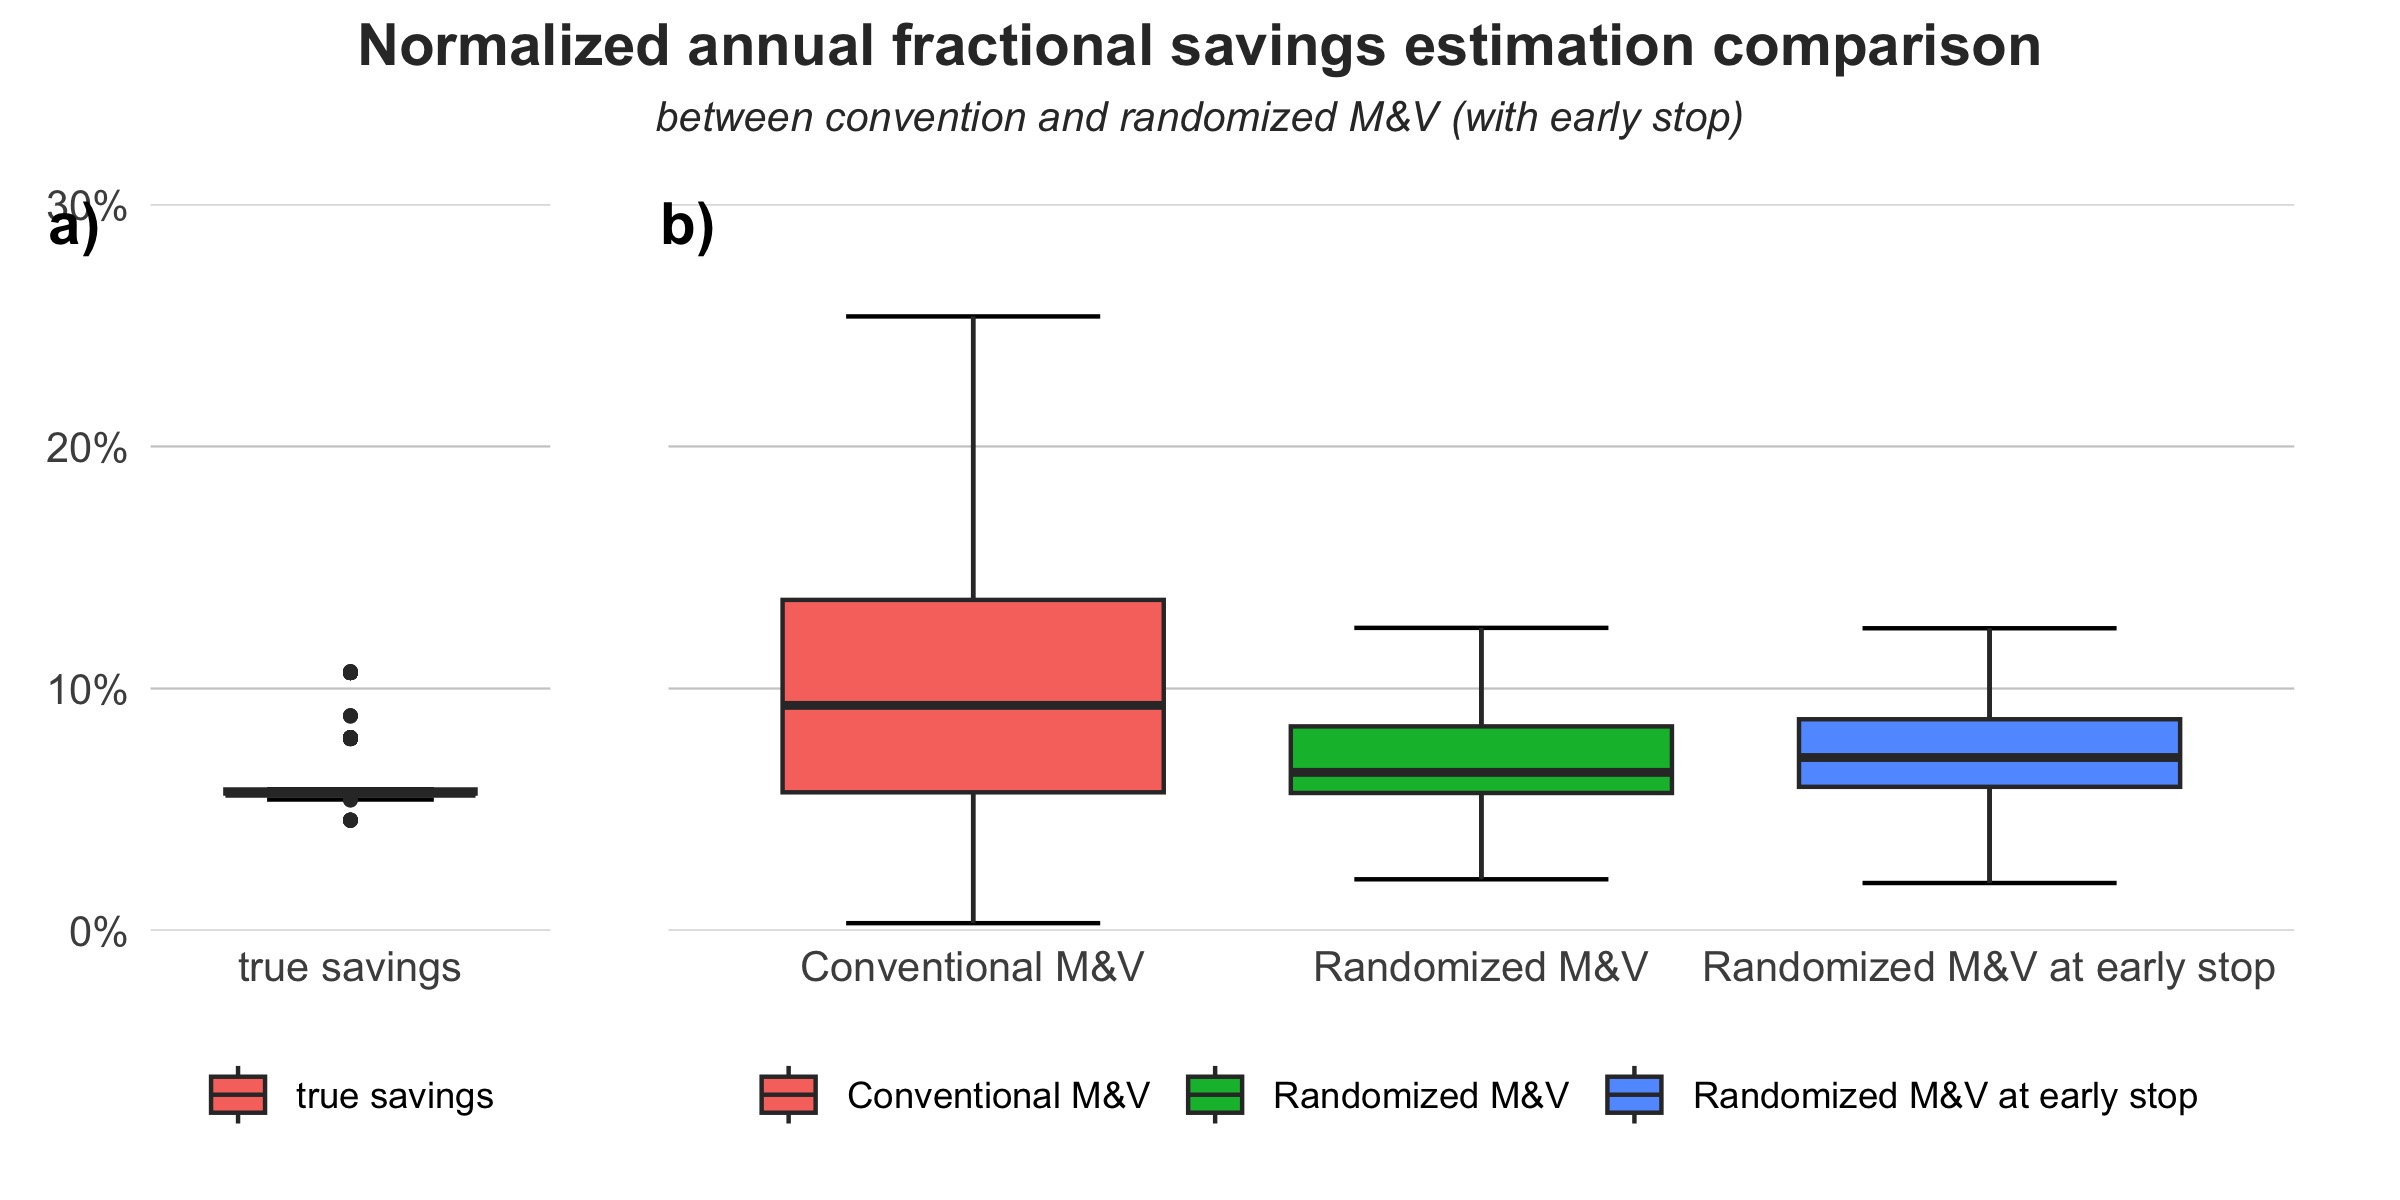 Normalized annual fractional savings estimation comparison
between convention and randomized M&V (with early stop)
a)
b)
30%
20%
10%
0%
true savings
Conventional M&V
Randomized M&V
Randomized M&V at early stop
true savings
Conventional M&V
Randomized M&V
Randomized M&V at early stop